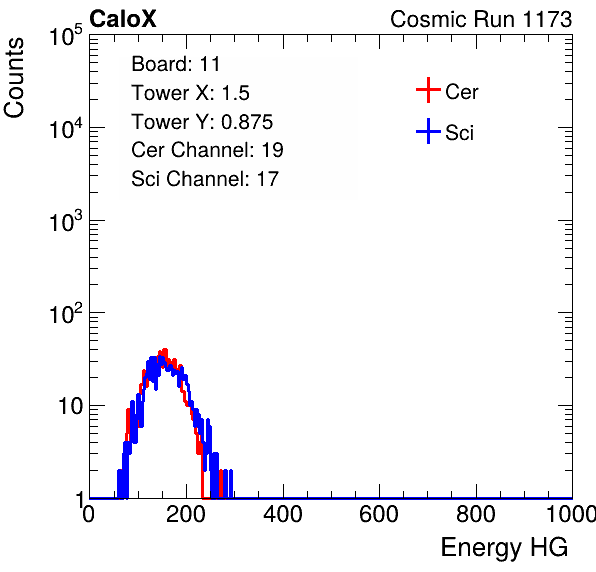 CaloX Cosmic Run 1173
Counts
Board: 11
Tower X: 1.5
Tower Y: 0.875
Cer Channel: 19
Sci Channel: 17
Cer
Sci
10^5
10^4
10^3
10^2
10
1
0 200 400 600 800 1000
Energy HG